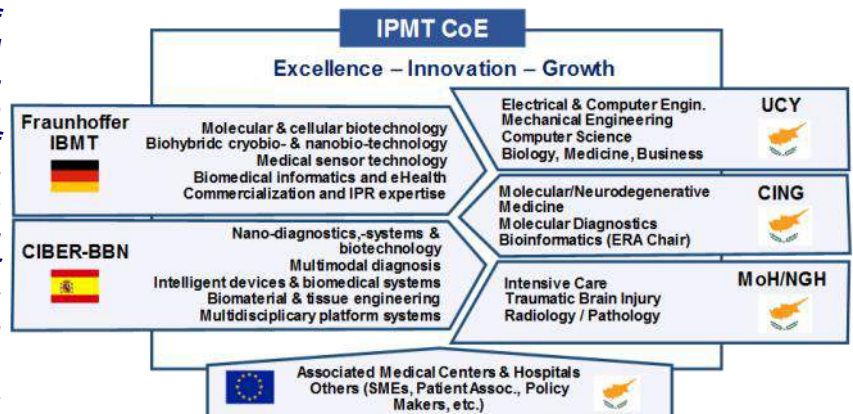 IPMT CoE
Excellence – Innovation – Growth
Fraunhoffer
IBMT
Molecular & cellular biotechnology
Biohybridc cryobio- & nanobio-technology
Medical sensor technology
Biomedical informatics and eHealth
Commercialization and IPR expertise
CIBER-BBN
Nano-diagnostics,-systems &
biotechnology
Multimodal diagnosis
Intelligent devices & biomedical systems
Biomaterial & tissue engineering
Multidisciplicary platform systems
Electrical & Computer Engin.
Mechanical Engineering
Computer Science
Biology, Medicine, Business
UCY
Molecular/Neurodegenerative
Medicine
Molecular Diagnostics
Bioinformatics (ERA Chair)
CING
Intensive Care
Traumatic Brain Injury
Radiology / Pathology
MoH/NGH
Associated Medical Centers & Hospitals
Others (SMEs, Patient Assoc., Policy
Makers, etc.)